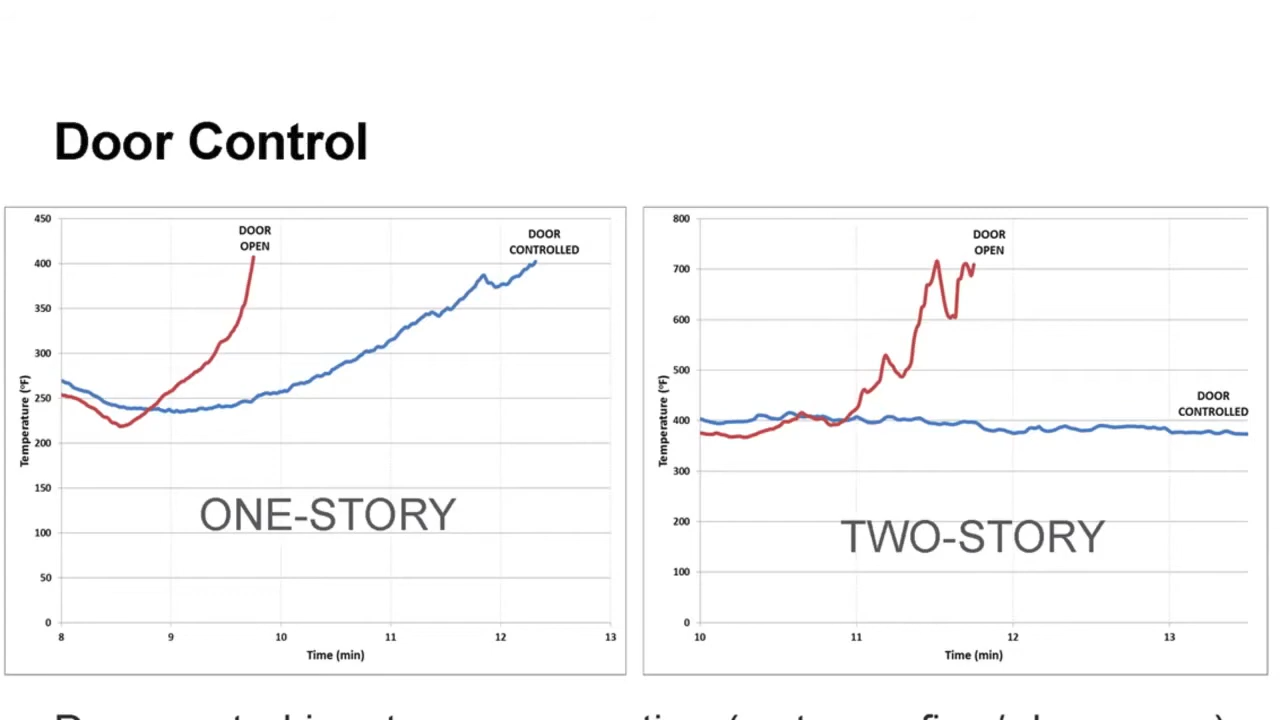 Door Control
450
400
350
300
250
200
150
100
50
0
Temperature (ºF)
DOOR
OPEN
DOOR
CONTROLLED
ONE-STORY
8 9 10 11 12 13
Time (min)
800
700
600
500
400
300
200
100
0
Temperature (ºF)
DOOR
OPEN
DOOR
CONTROLLED
TWO-STORY
10 11 12 13
Time (min)